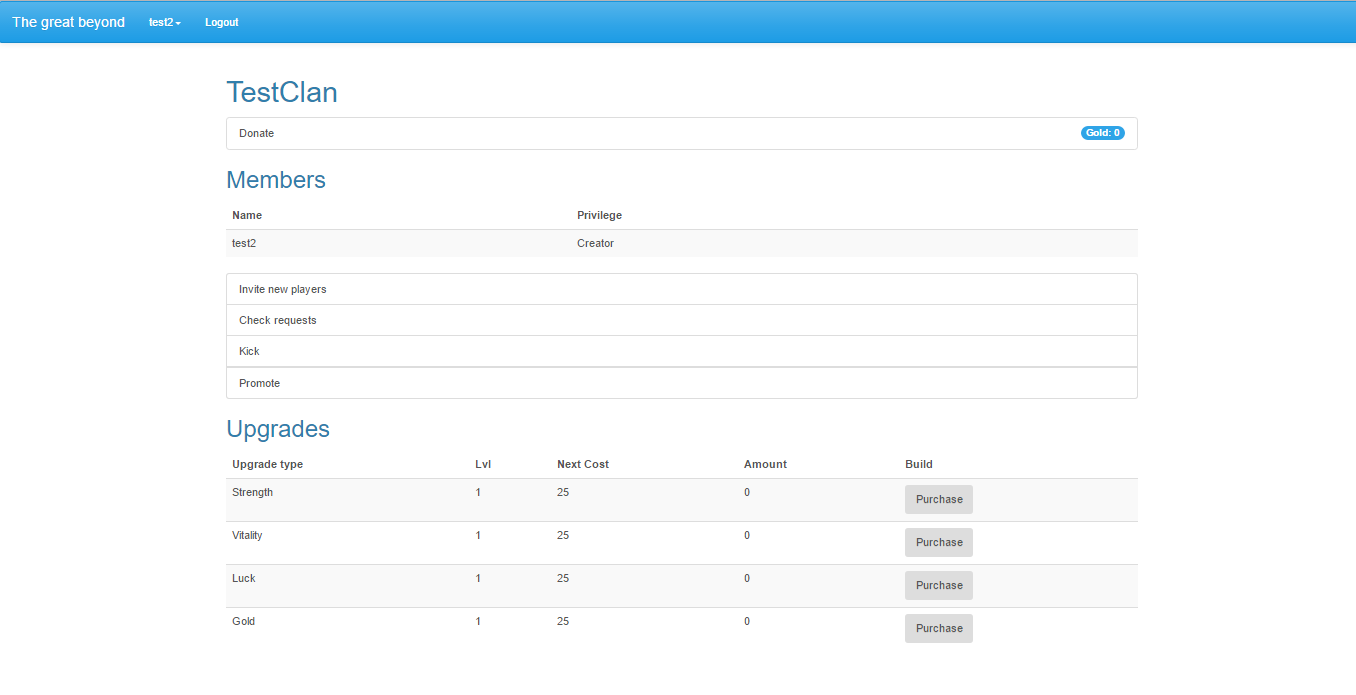 The great beyond test2 Logout
TestClan
Donate Gold: 0
Members
Name Privilege
test2 Creator
Invite new players
Check requests
Kick
Promote
Upgrades
Upgrade type Lvl Next Cost Amount Build
Strength 1 25 0 Purchase
Vitality 1 25 0 Purchase
Luck 1 25 0 Purchase
Gold 1 25 0 Purchase